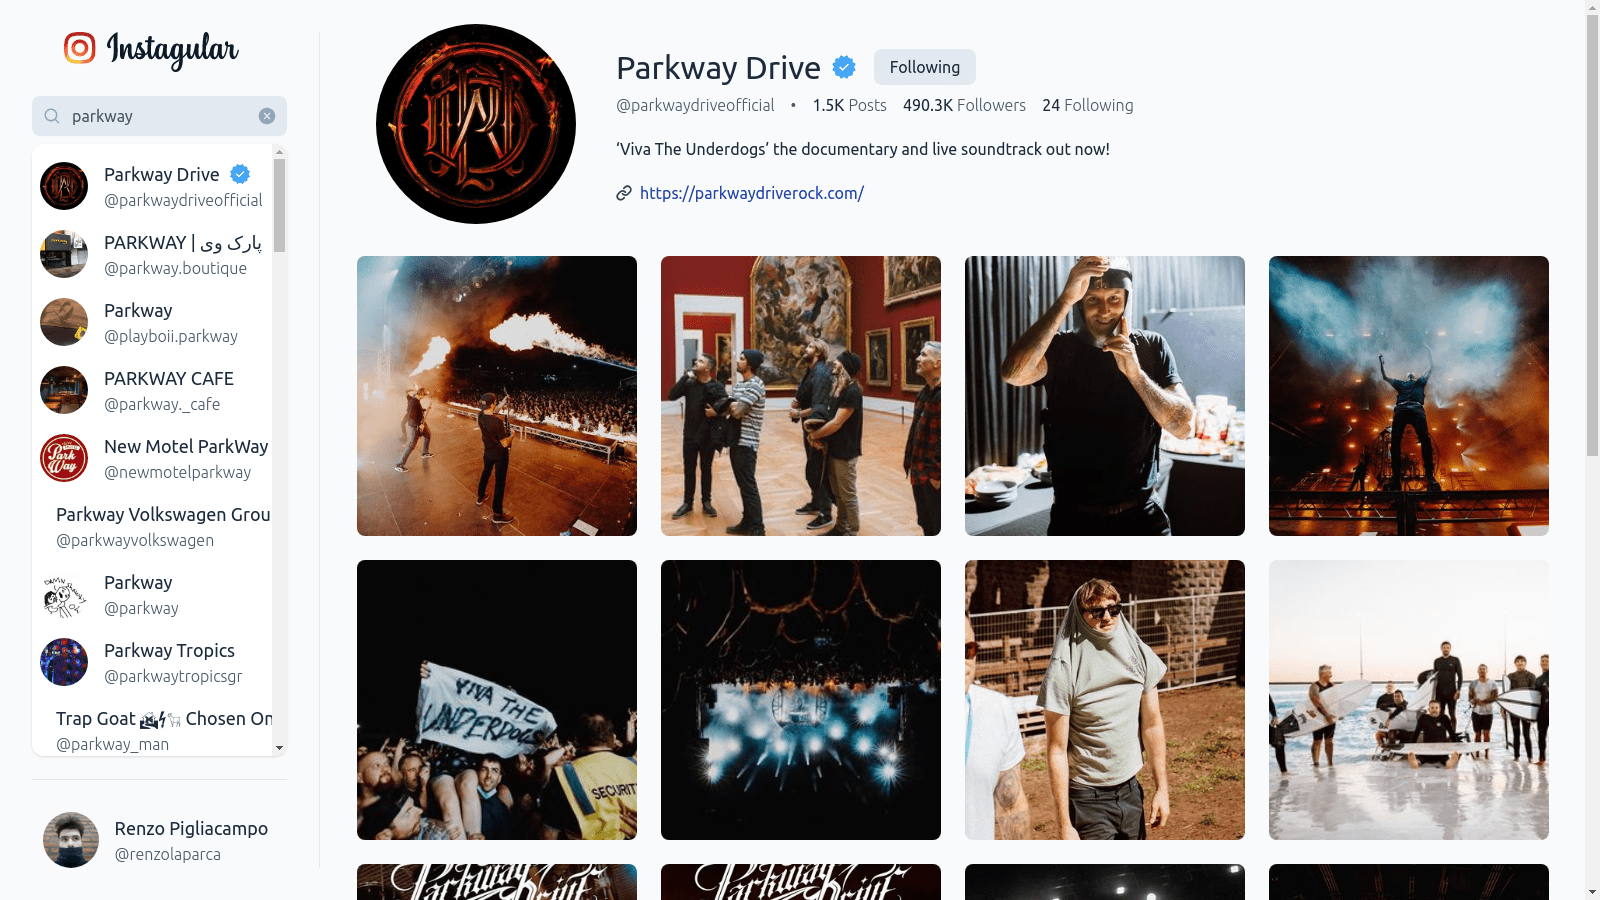 Instagular
parkway
Parkway Drive
@parkwaydriveofficial
PARKWAY | پارک وی
@parkway.boutique
Parkway
@playboii.parkway
PARKWAY CAFE
@parkway._cafe
New Motel ParkWay
@newmotelparkway
Parkway Volkswagen Grou
@parkwayvolkswagen
Parkway
@parkway
Parkway Tropics
@parkwaytropicsgr
Trap Goat Chosen On
@parkway_man
Renzo Pigliacampo
@renzolaparca
Parkway Drive Following
@parkwaydriveofficial • 1.5K Posts 490.3K Followers 24 Following
‘Viva The Underdogs’ the documentary and live soundtrack out now!
https://parkwaydriverock.com/
Park
Way
VIVA THE
UNDERDOGS
SECURIT
Parkway Drive
Parkway Drive